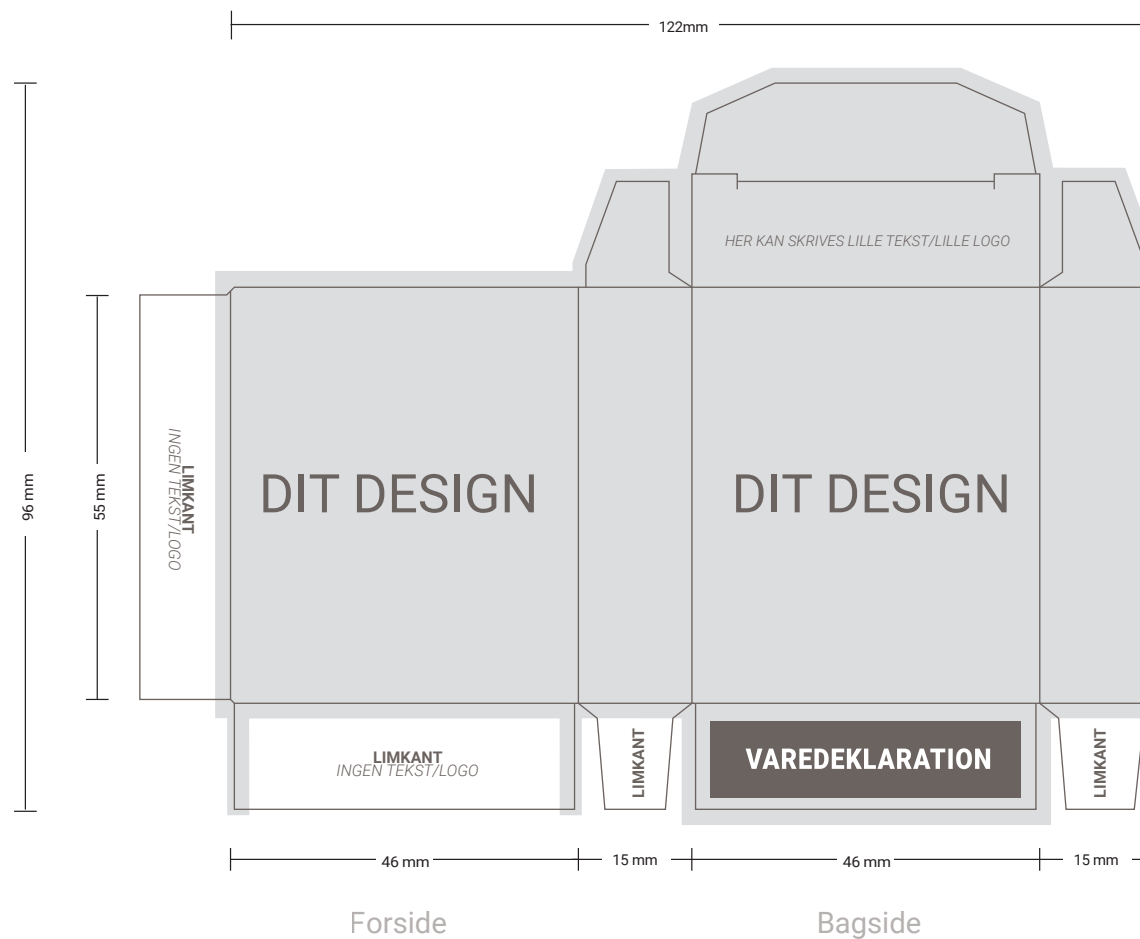 122mm
HER KAN SKRIVES LILLE TEKST/LILLE LOGO
96 mm
55 mm
LIMKANT
INGEN TEKST/LOGO
DIT DESIGN
DIT DESIGN
LIMKANT
INGEN TEKST/LOGO
LIMKANT
VAREDEKLARATION
LIMKANT
46 mm
15 mm
46 mm
15 mm
Forside
Bagside